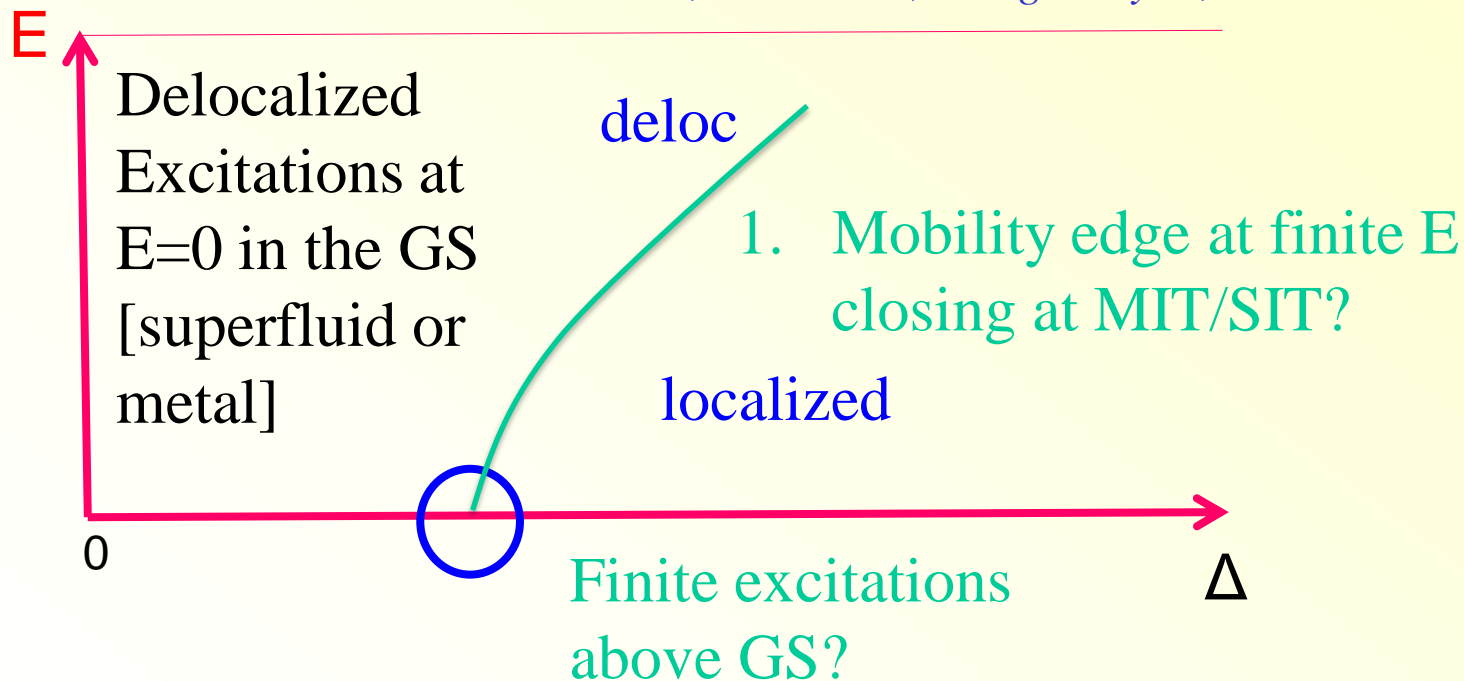 E
Delocalized
Excitations at
E=0 in the GS
[superfluid or
metal]
deloc
1. Mobility edge at finite E
closing at MIT/SIT?
localized
0
Δ
Finite excitations
above GS?